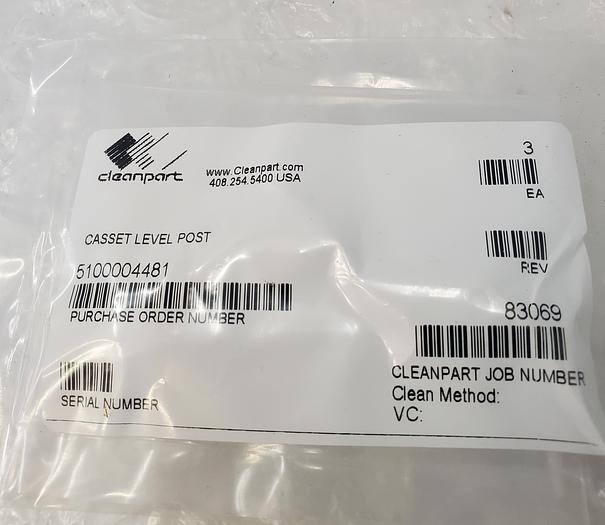 cleanpart
www.Cleanpart.com
408.254.5400 USA
3
EA
CASSET LEVEL POST
REV
5100004481
PURCHASE ORDER NUMBER
83069
CLEANPART JOB NUMBER
SERIAL NUMBER
Clean Method:
VC: